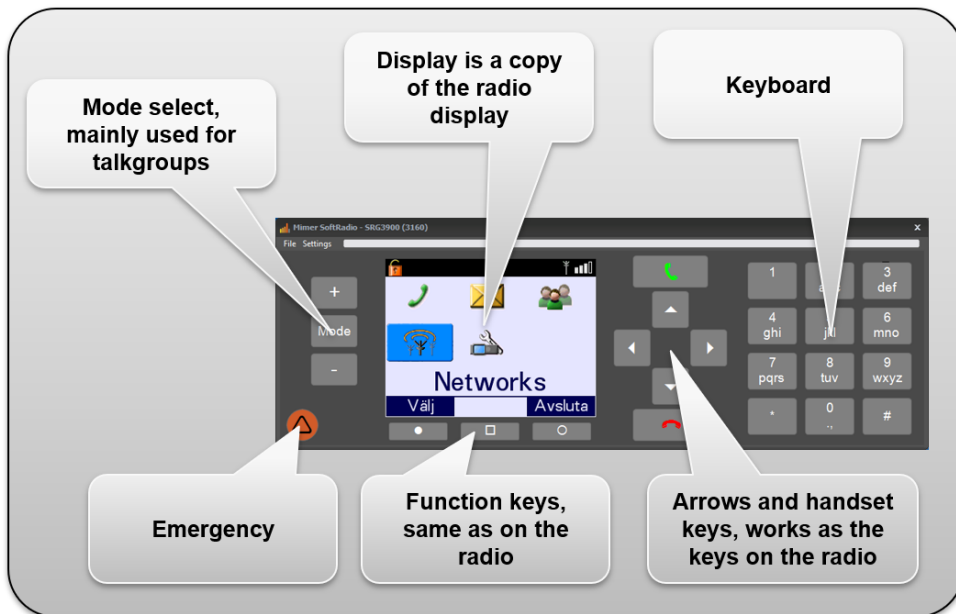 Display is a copy
of the radio
display
Keyboard
Mode select,
mainly used for
talkgroups
Mimer SoftRadio - SRG3900 (3160)
x
File Settings
+
Mode
-
Networks
Välj
Avsluta
1
3
def
4
ghi
6
mno
7
pqrs
8
tuv
9
wxyz
*
0
.,
#
Emergency
Function keys,
same as on the
radio
Arrows and handset
keys, works as the
keys on the radio